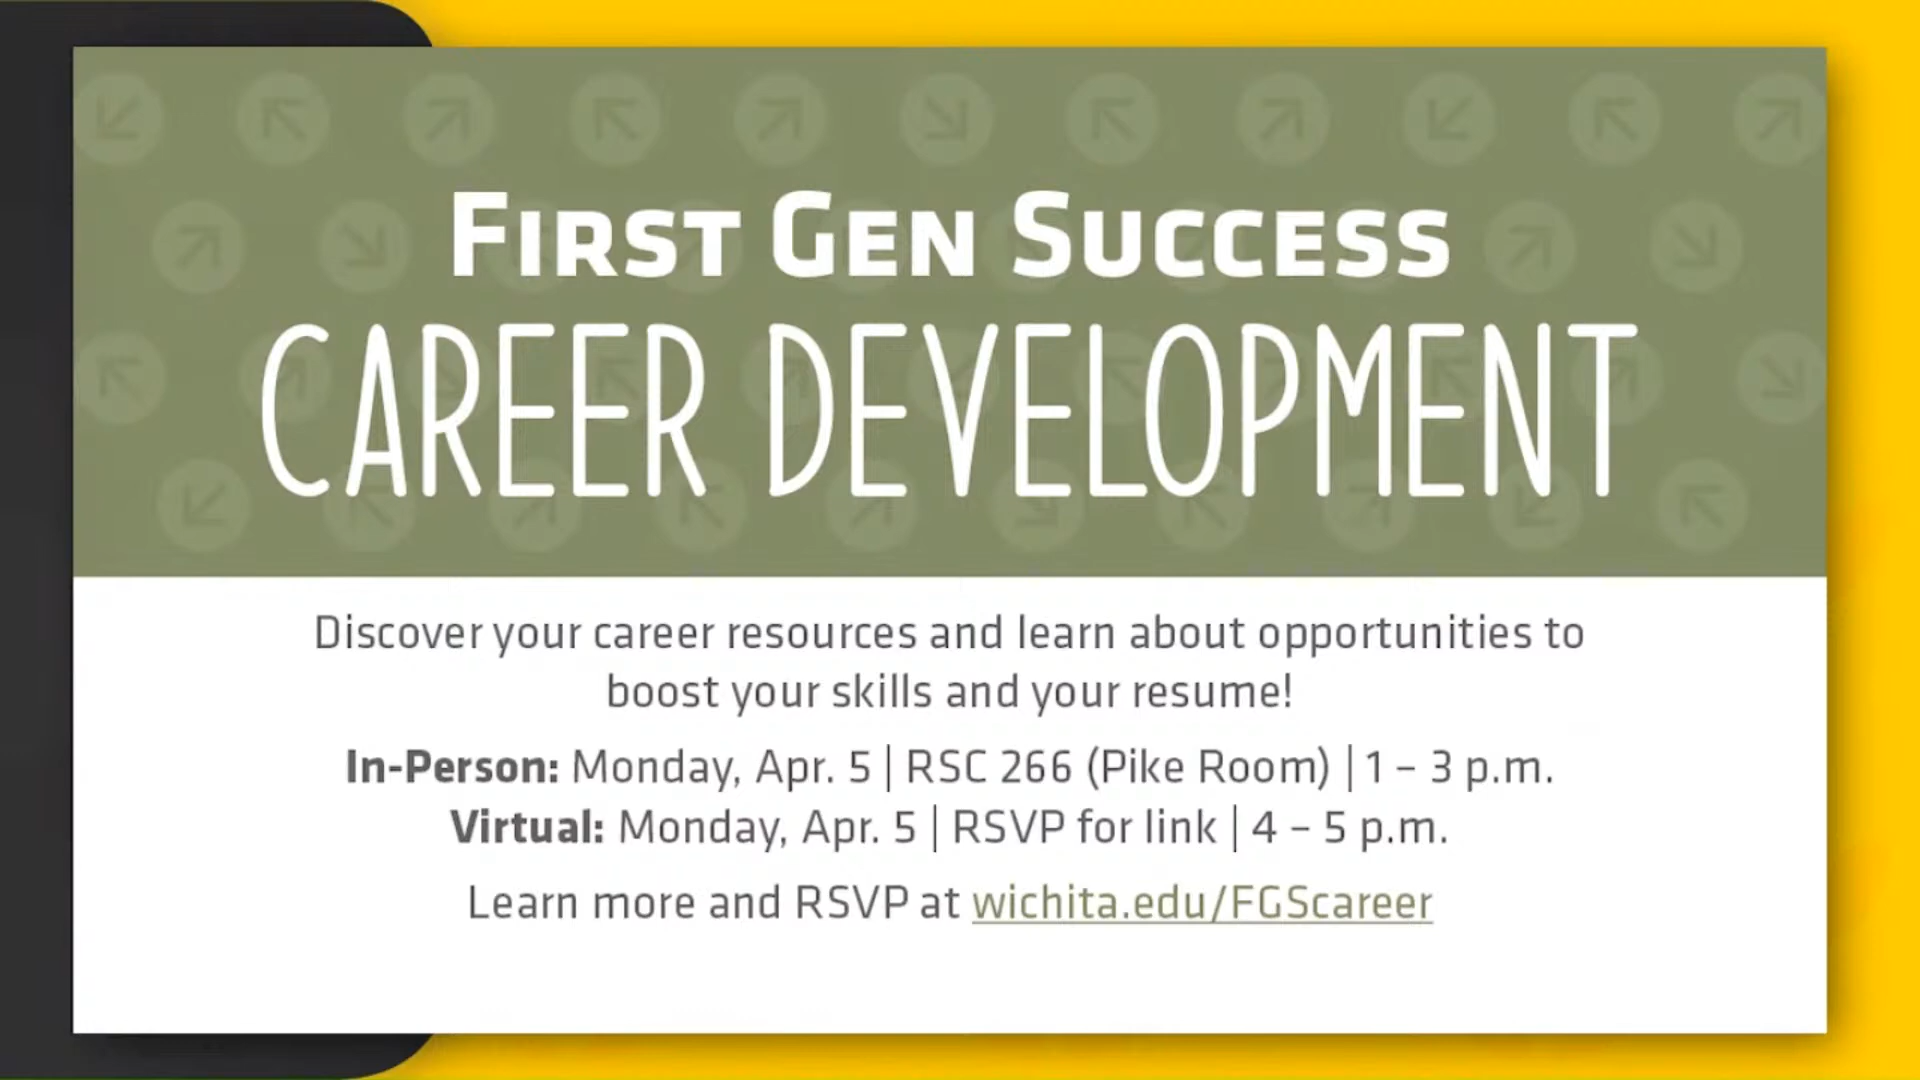 First Gen Success
CAREER DEVELOPMENT
Discover your career resources and learn about opportunities to
boost your skills and your resume!
In-Person: Monday, Apr. 5 | RSC 266 (Pike Room) | 1 – 3 p.m.
Virtual: Monday, Apr. 5 | RSVP for link | 4 – 5 p.m.
Learn more and RSVP at wichita.edu/FGScareer